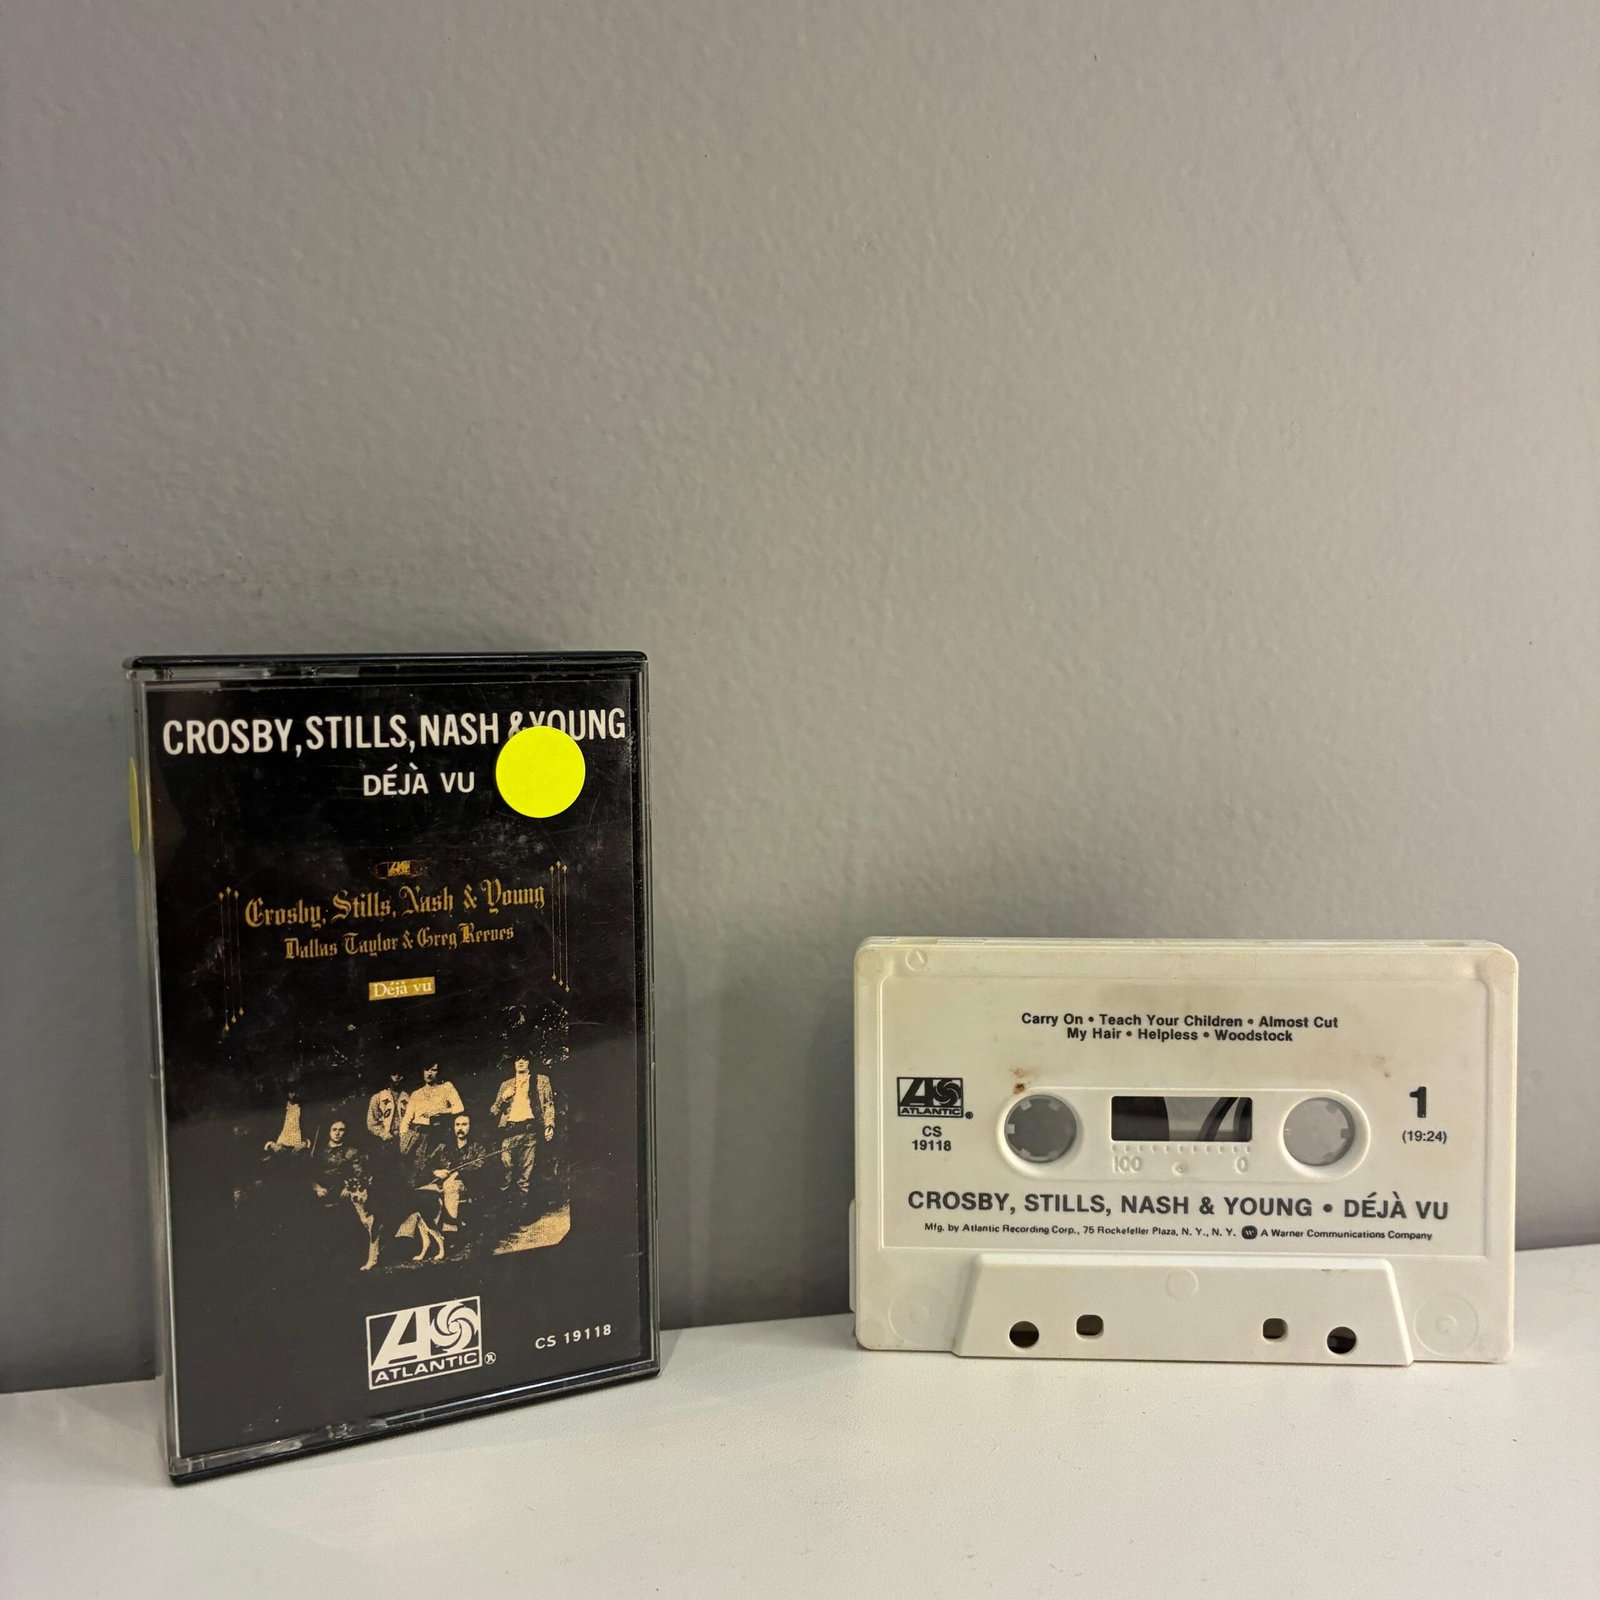 CROSBY, STILLS, NASH & YOUNG
DÉJÀ VU
Crosby, Stills, Nash & Young
Dallas Taylor & Greg Reeves
Déjà vu
ATLANTIC®
CS 19118
Carry On • Teach Your Children • Almost Cut
My Hair • Helpless • Woodstock
ATLANTIC®
CS
19118
1
(19:24)
100 0
CROSBY, STILLS, NASH & YOUNG • DÉJÀ VU
Mfg. by Atlantic Recording Corp., 75 Rockefeller Plaza, N. Y., N. Y. A Warner Communications Company